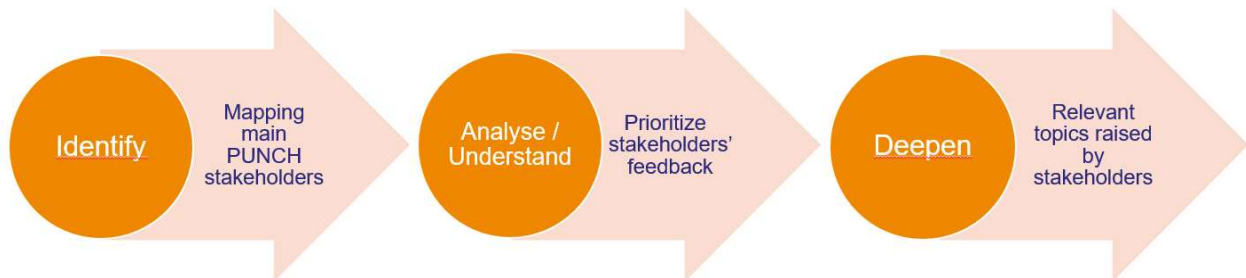 Identify
Mapping
main
PUNCH
stakeholders
Analyse /
Understand
Prioritize
stakeholders’
feedback
Deepen
Relevant
topics raised
by
stakeholders